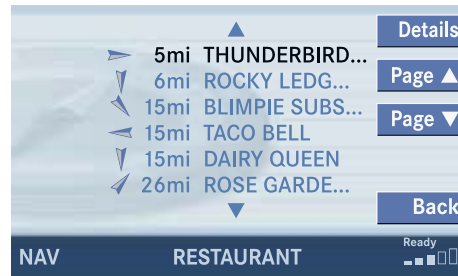 Details
5mi THUNDERBIRD...
6mi ROCKY LEDG...
Page ▲
15mi BLIMPIE SUBS...
Page ▼
15mi TACO BELL
15mi DAIRY QUEEN
26mi ROSE GARDE...
Back
NAV RESTAURANT Ready